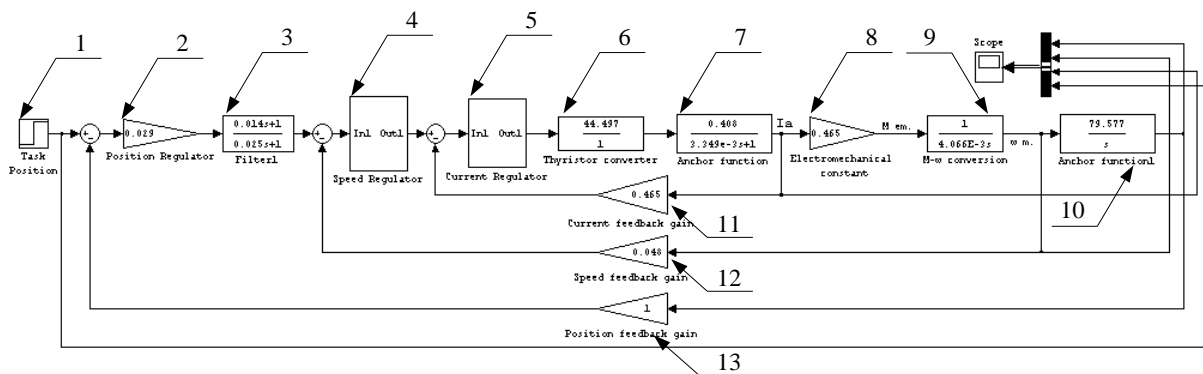 1
2
3
4
5
6
7
8
9
Scope
0.029
0.014s+1
0.025s+1
In1 Out1
In1 Out1
44.497
1
0.408
3.349e-3s+1
Ia
0.465
M em.
1
4.066E-3s
w m.
79.577
s
Task
Position
Position Regulator
Filter1
Speed Regulator
Current Regulator
Thyristor converter
Anchor function
Electromechanical
constant
M-w conversion
Anchor function1
10
0.465
Current feedback gain
11
0.048
Speed feedback gain
12
1
Position feedback gain
13